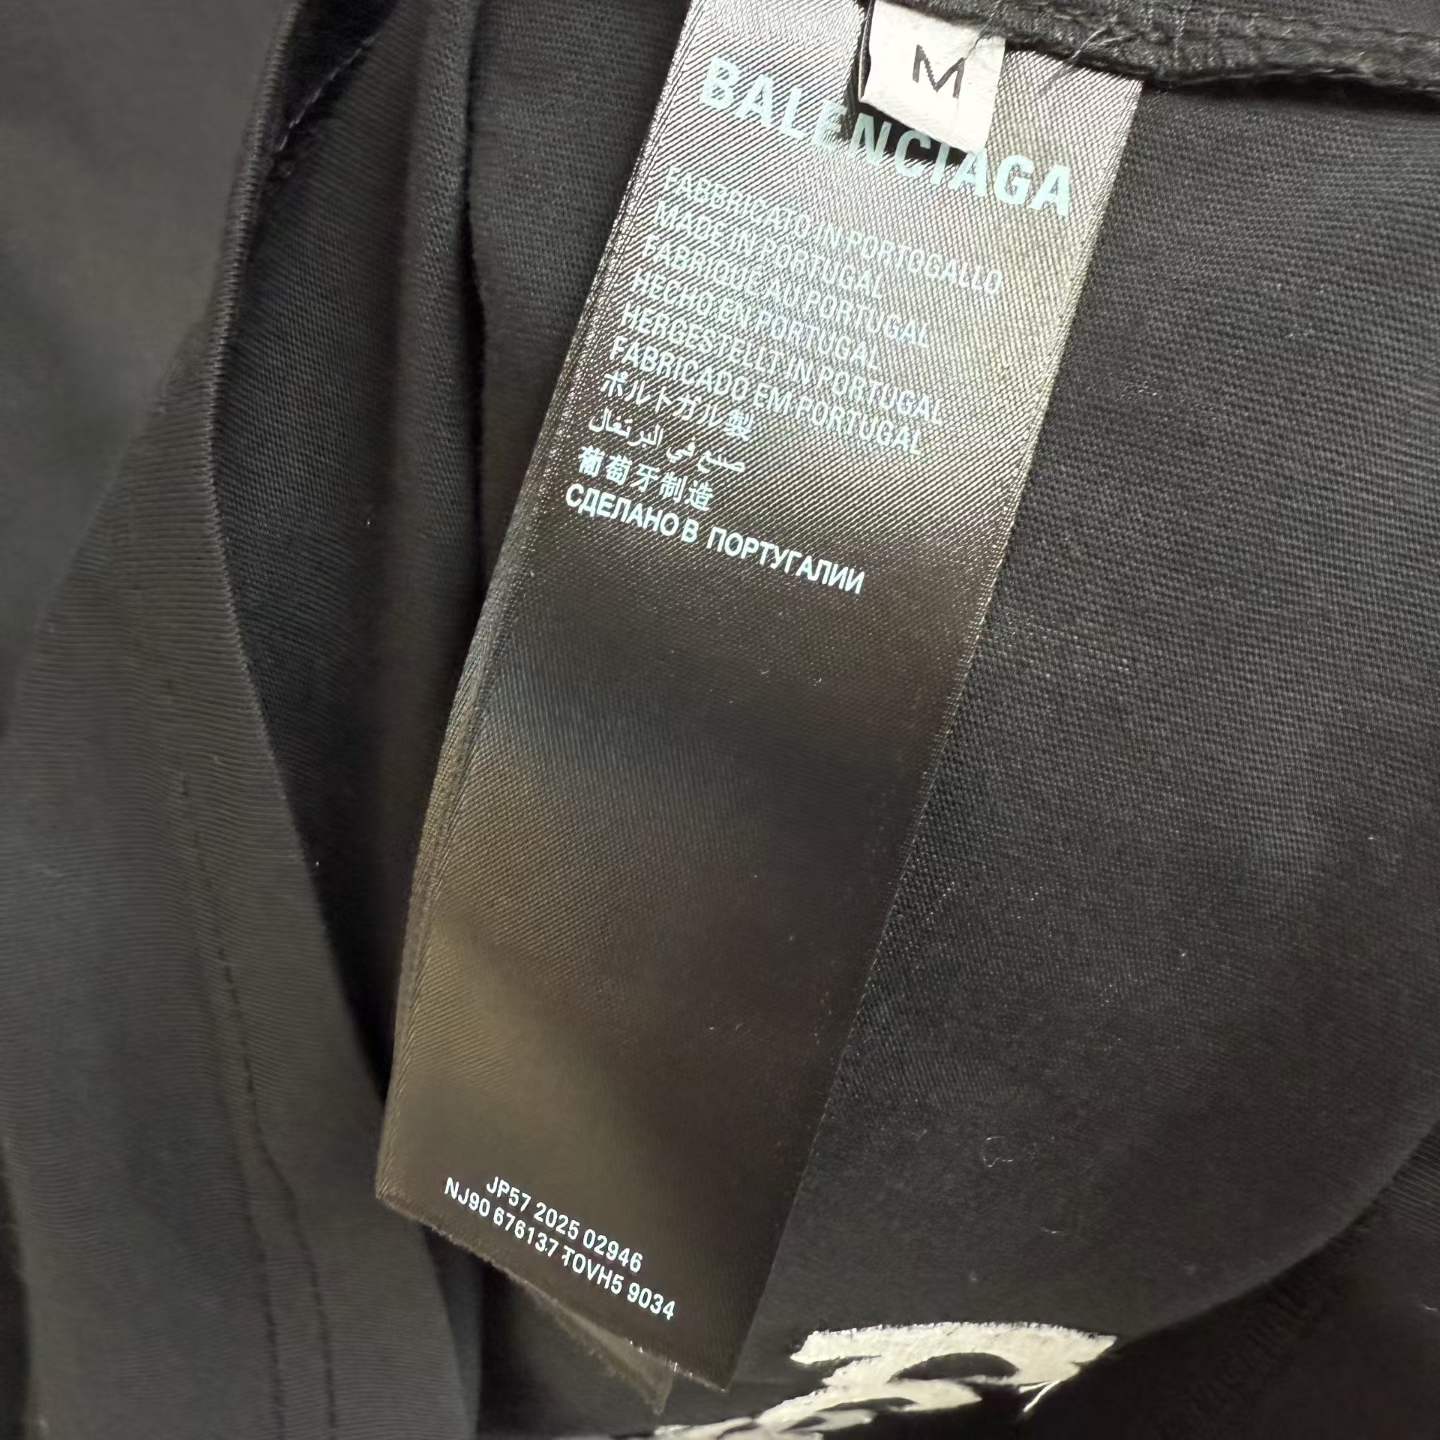 M
BALENCIAGA
FABBRICATO IN PORTOGALLO
MADE IN PORTUGAL
FABRIQUÉ AU PORTUGAL
HECHO EN PORTUGAL
HERGESTELLT IN PORTUGAL
FABRICADO EM PORTUGAL
ポルトガル製
صنع في البرتغال
葡萄牙制造
СДЕЛАНО В ПОРТУГАЛИИ
JP57 2025 02946
NJ90 676137 TOVH5 9034